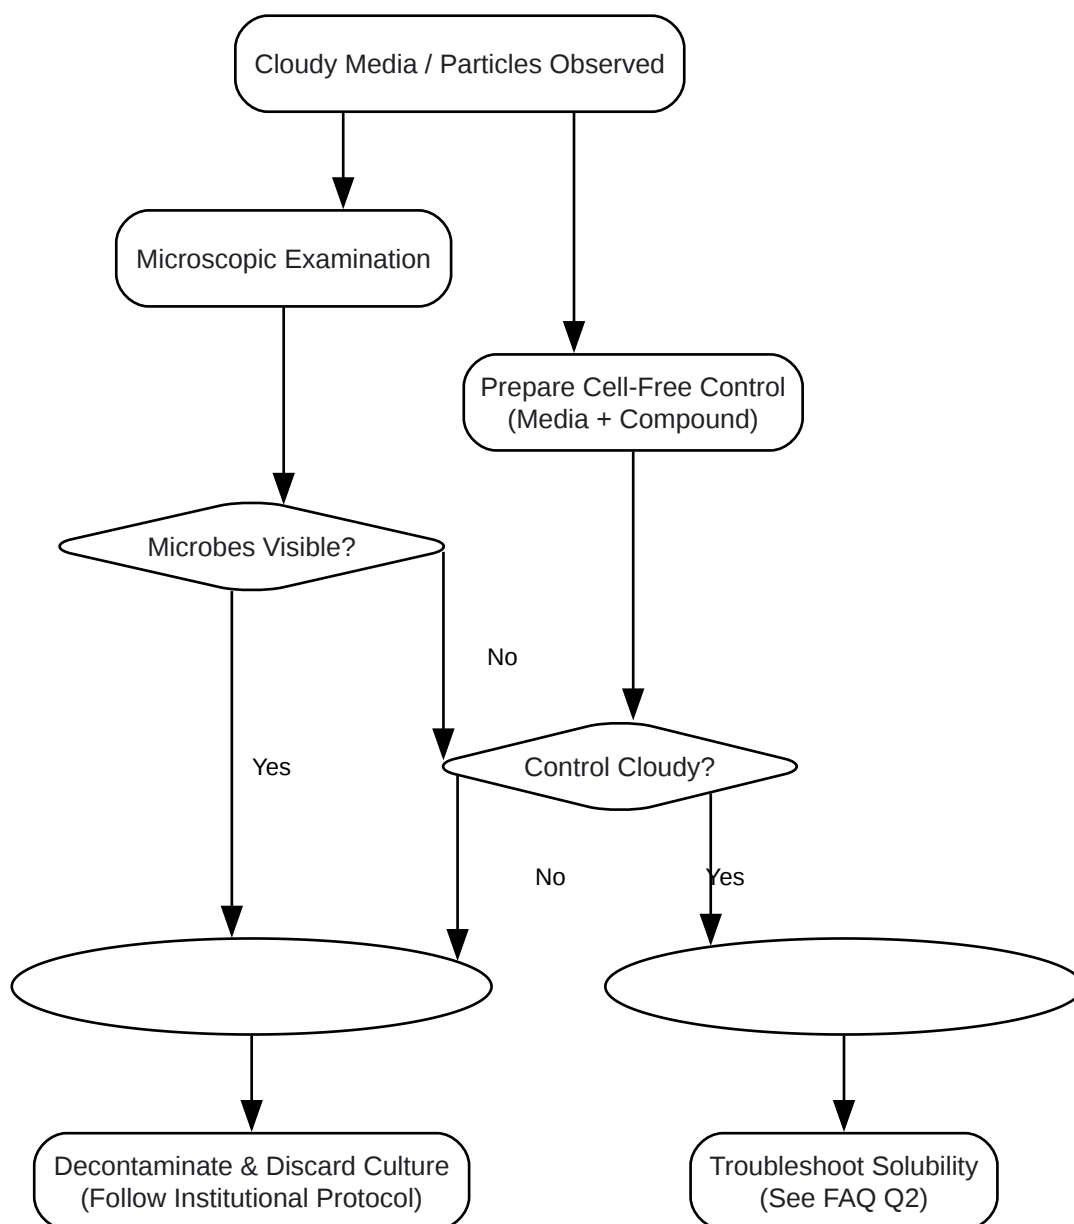 Cloudy Media / Particles Observed
Microscopic Examination
Prepare Cell-Free Control
(Media + Compound)
Microbes Visible?
No
Yes
Control Cloudy?
No
Yes
Decontaminate & Discard Culture
(Follow Institutional Protocol)
Troubleshoot Solubility
(See FAQ Q2)